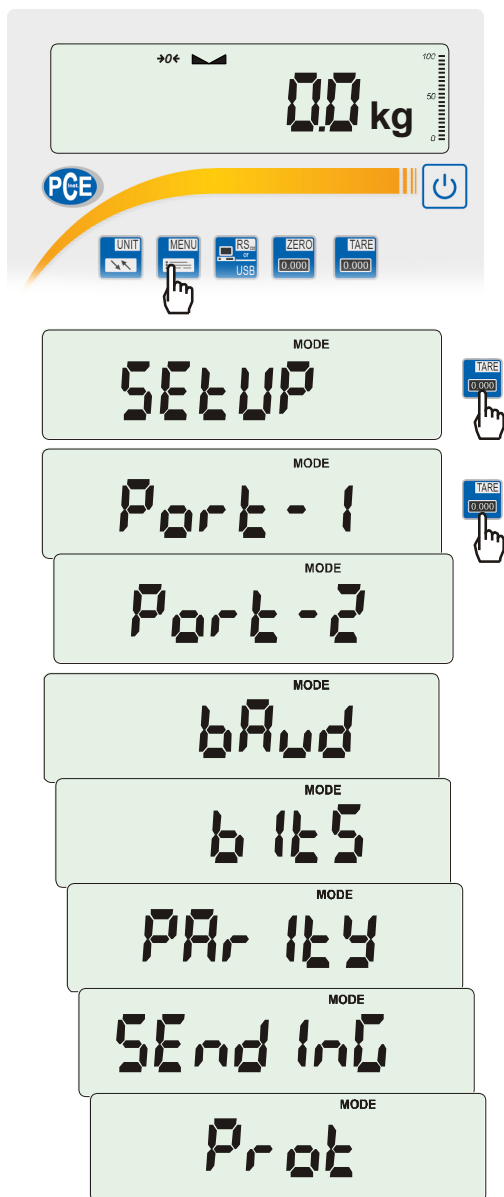 →0←
100
50
0
0.0 kg
PCE
UNIT
MENU
RS232
or
USB
ZERO
0.000
TARE
0.000
MODE
SEtUP
TARE
0.000
MODE
Port-1
TARE
0.000
MODE
Port-2
MODE
bAud
MODE
bItS
MODE
PArItY
MODE
SEndInG
MODE
Prot